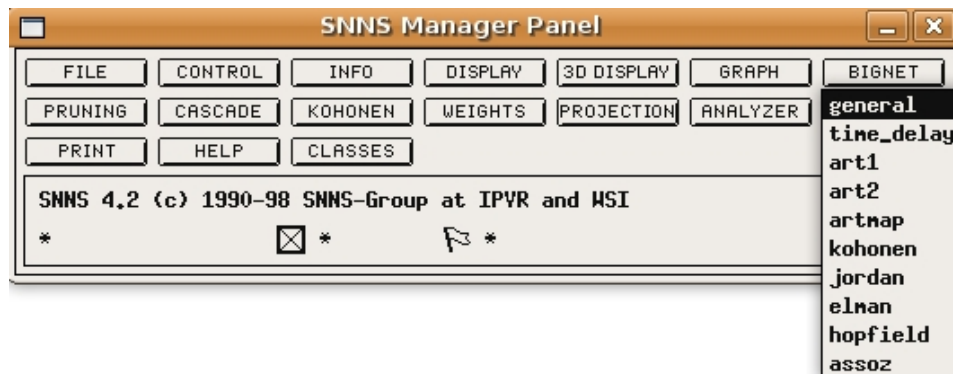 SNNS Manager Panel
FILE CONTROL INFO DISPLAY 3D DISPLAY GRAPH BIGNET
PRUNING CASCADE KOHONEN WEIGHTS PROJECTION ANALYZER
PRINT HELP CLASSES
SNNS 4.2 (c) 1990-98 SNNS-Group at IPVR and WSI
* * *
general
time_delay
art1
art2
artmap
kohonen
jordan
elman
hopfield
assoz